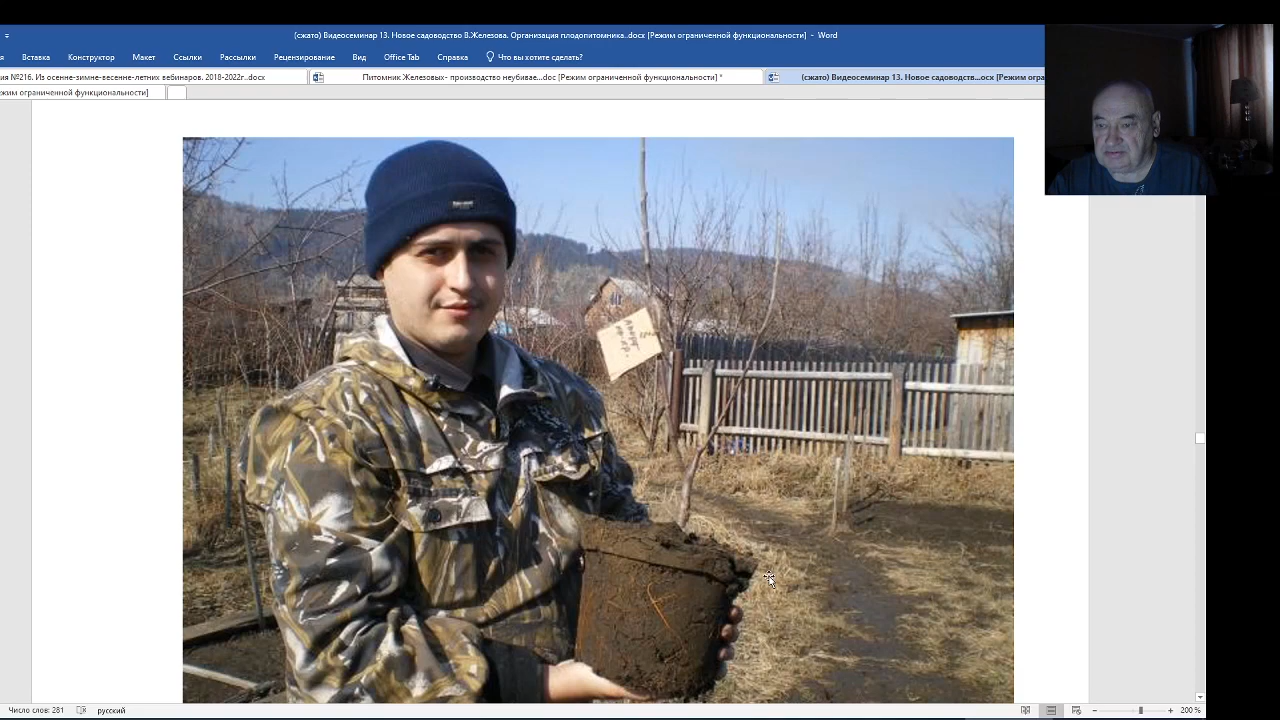 (сжато) Видеосеминар 13. Новое садоводство В.Железова. Организация плодопитомника..docx [Режим ограниченной функциональности] - Word
Вставка Конструктор Макет Ссылки Рассылки Рецензирование Вид Office Tab Справка Что вы хотите сделать?
ия №216. Из осенне-зимне-весенне-летних вебинаров. 2018-2022г..docx Питомник Железовых- производство неубивае...doc [Режим ограниченной функциональности] * (сжато) Видеосеминар 13. Новое садоводств...осх [Режим огра
ежим ограниченной функциональности]
Число слов: 281 русский 200 %